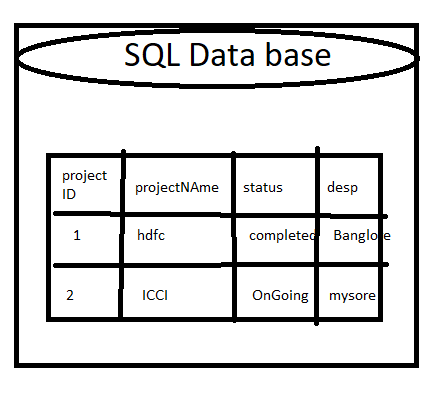 SQL Data base
project
ID
projectNAme
status
desp
1
hdfc
completed
Banglore
2
ICCI
OnGoing
mysore